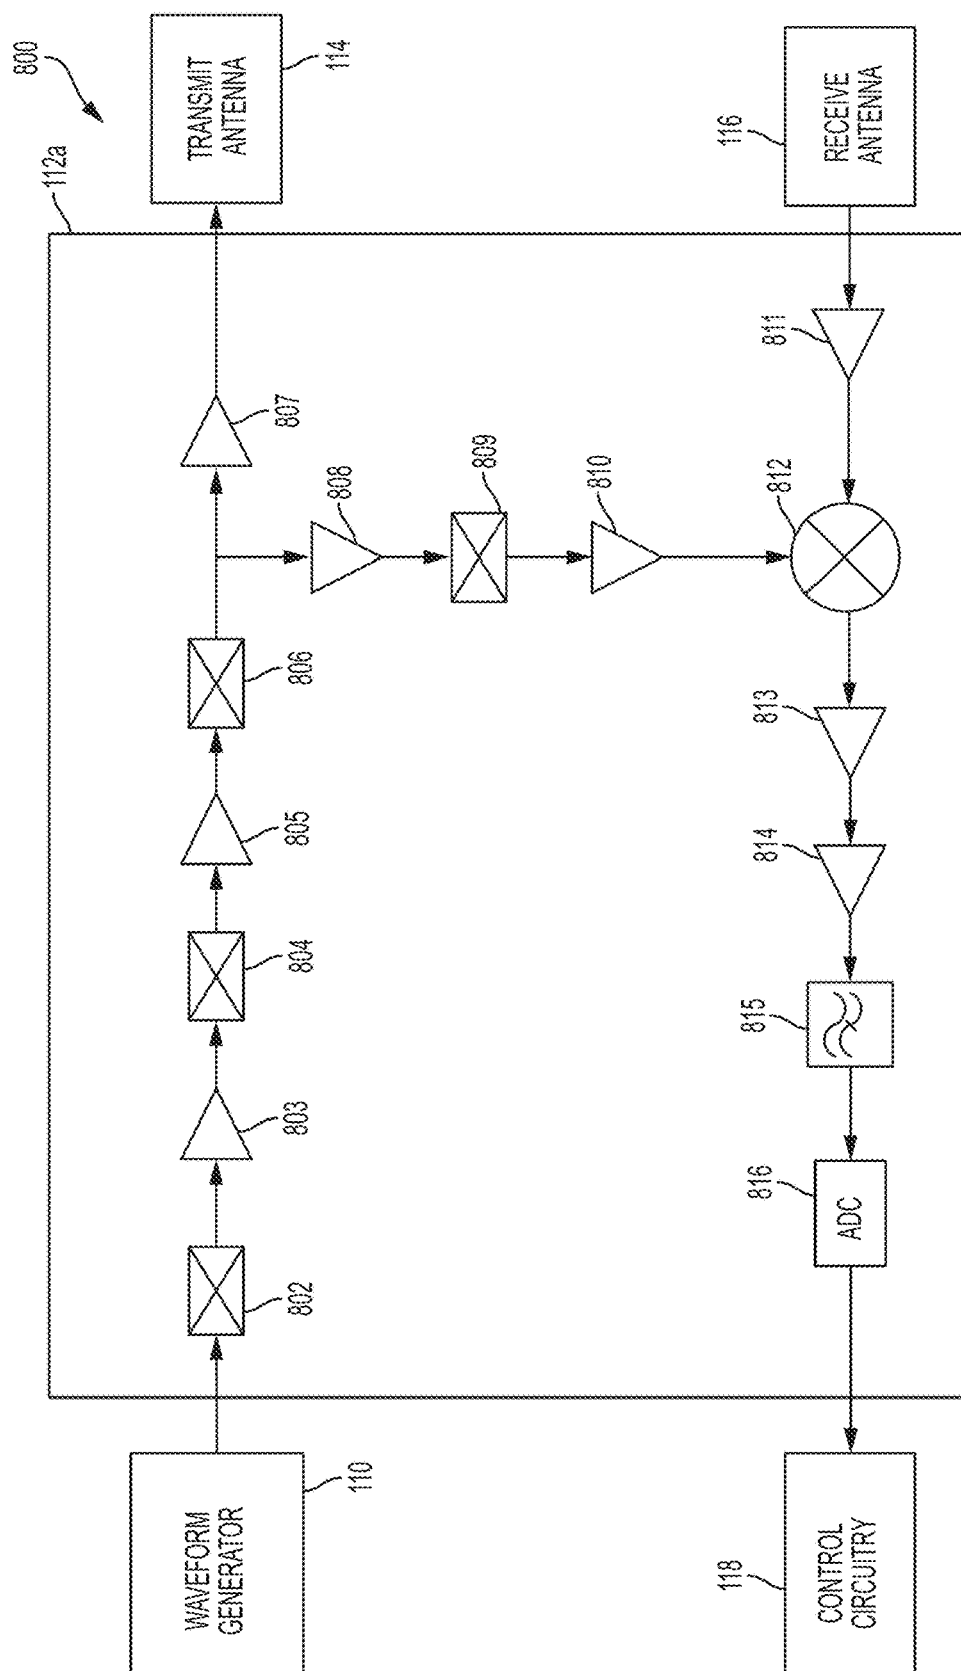 800
112a
WAVEFORM
GENERATOR
110
802
803
804
805
806
807
TRANSMIT
ANTENNA
114
808
809
810
CONTROL
CIRCUITRY
118
ADC
816
815
814
813
812
811
RECEIVE
ANTENNA
116